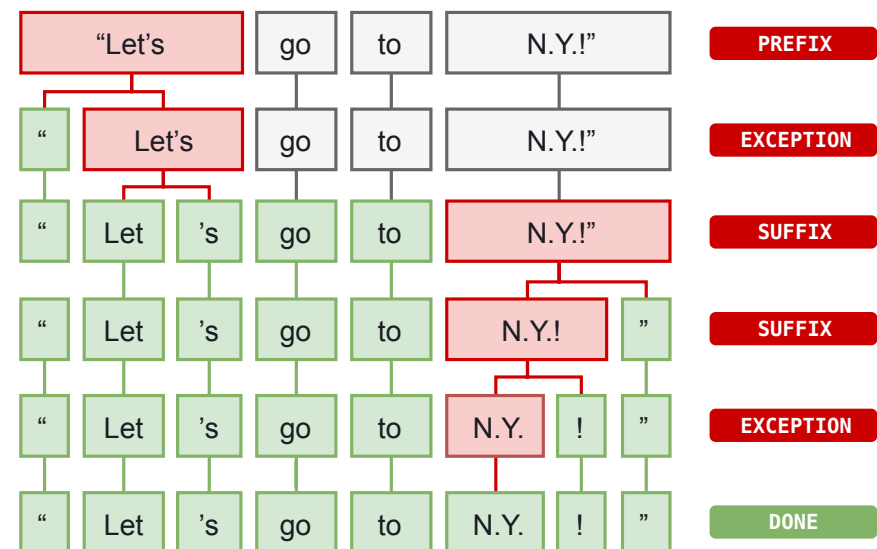 “Let’s go to N.Y.!” PREFIX
“ Let’s go to N.Y.!” EXCEPTION
“ Let ’s go to N.Y.!” SUFFIX
“ Let ’s go to N.Y.! ” SUFFIX
“ Let ’s go to N.Y. ! ” EXCEPTION
“ Let ’s go to N.Y. ! ” DONE